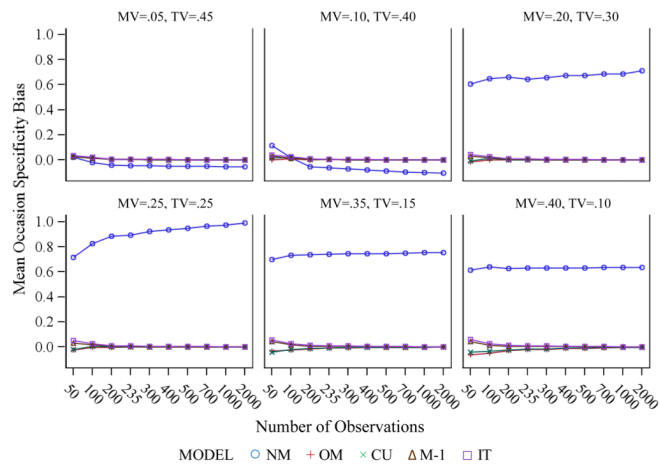 MV=.05, TV=.45
MV=.10, TV=.40
MV=.20, TV=.30
1.0
0.8
0.6
0.4
0.2
0.0
MV=.25, TV=.25
MV=.35, TV=.15
MV=.40, TV=.10
1.0
0.8
0.6
0.4
0.2
0.0
Mean Occasion Specificity Bias
50 100 200 235 300 400 500 700 1000 2000
50 100 200 235 300 400 500 700 1000 2000
50 100 200 235 300 400 500 700 1000 2000
Number of Observations
MODEL NM OM CU M-1 IT